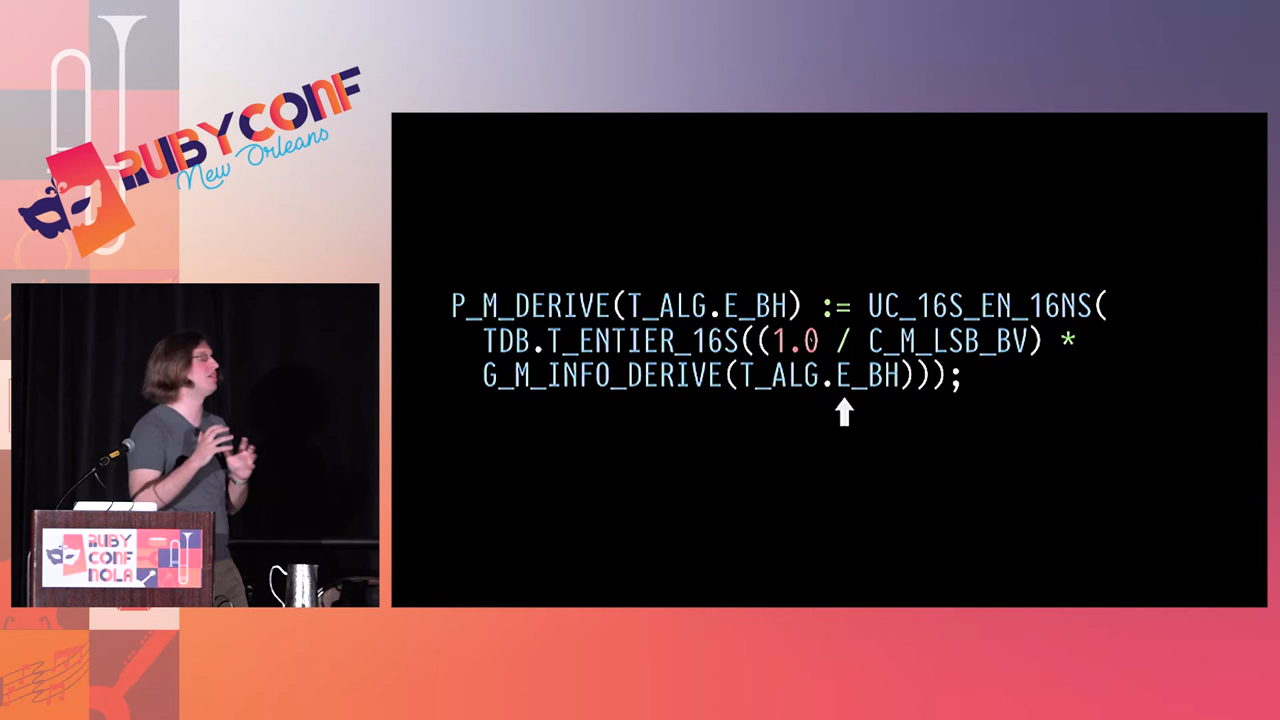 RUBYCONF
New Orleans
P_M_DERIVE(T_ALG.E_BH) := UC_16S_EN_16NS(
TDB.T_ENTIER_16S((1.0 / C_M_LSB_BV) *
G_M_INFO_DERIVE(T_ALG.E_BH)));
RUBY
CONF
NOLA